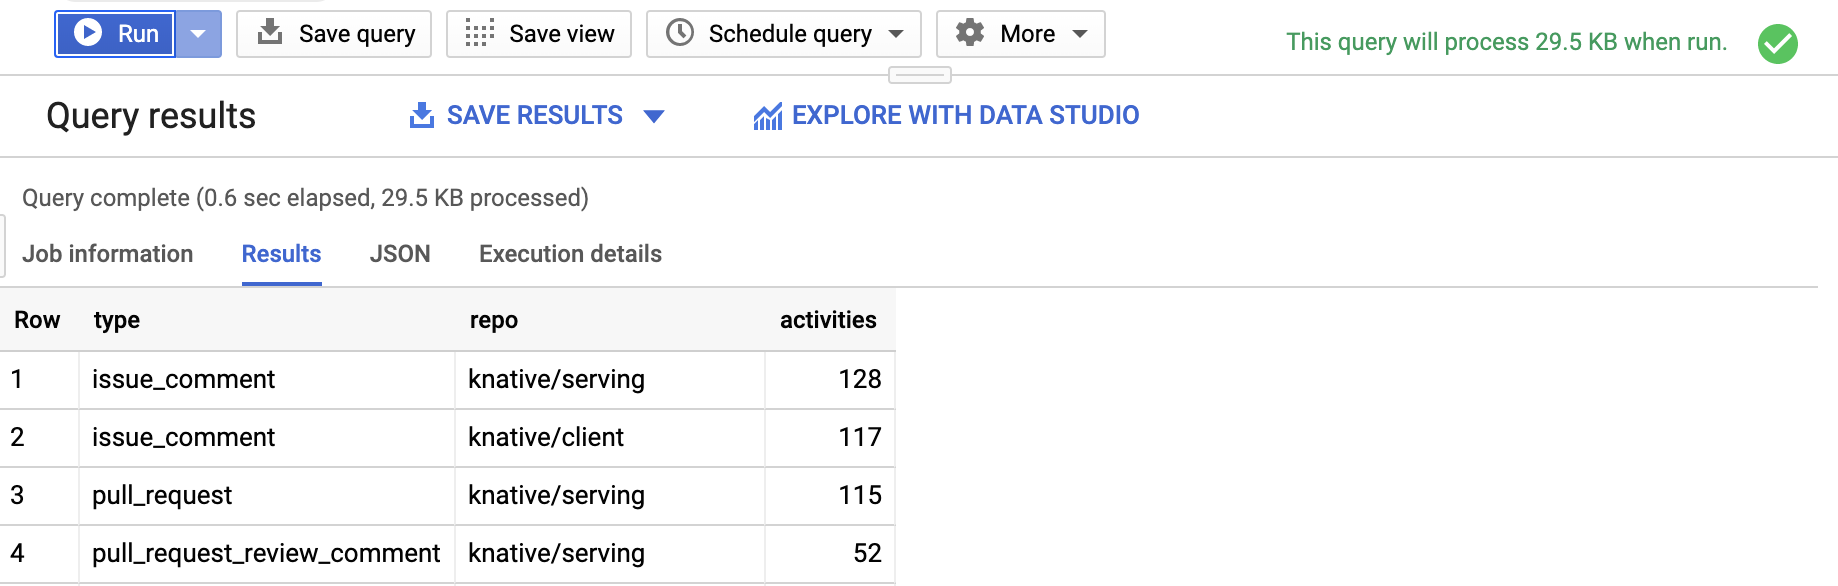 Run Save query Save view Schedule query More This query will process 29.5 KB when run.
Query results SAVE RESULTS EXPLORE WITH DATA STUDIO
Query complete (0.6 sec elapsed, 29.5 KB processed)
Job information Results JSON Execution details
Row type repo activities
1 issue_comment knative/serving 128
2 issue_comment knative/client 117
3 pull_request knative/serving 115
4 pull_request_review_comment knative/serving 52